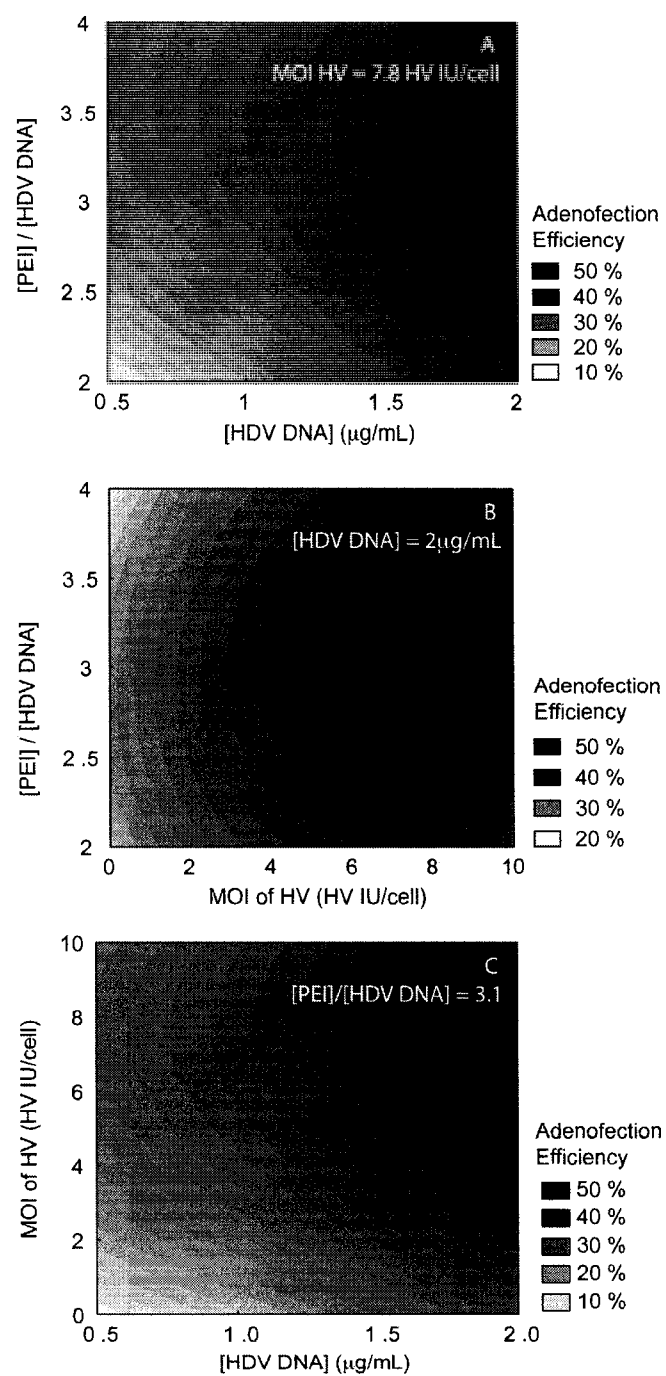 4
3.5
3
2.5
2
[PEI] / [HDV DNA]
A
MOI HV = 7.8 HV IU/cell
0.5
1
1.5
2
[HDV DNA] (µg/mL)
Adenofection
Efficiency
50 %
40 %
30 %
20 %
10 %
4
3.5
3
2.5
2
[PEI] / [HDV DNA]
B
[HDV DNA] = 2µg/mL
0
2
4
6
8
10
MOI of HV (HV IU/cell)
Adenofection
Efficiency
50 %
40 %
30 %
20 %
10
8
6
4
2
0
MOI of HV (HV IU/cell)
C
[PEI]/[HDV DNA] = 3.1
0.5
1.0
1.5
2.0
[HDV DNA] (µg/mL)
Adenofection
Efficiency
50 %
40 %
30 %
20 %
10 %